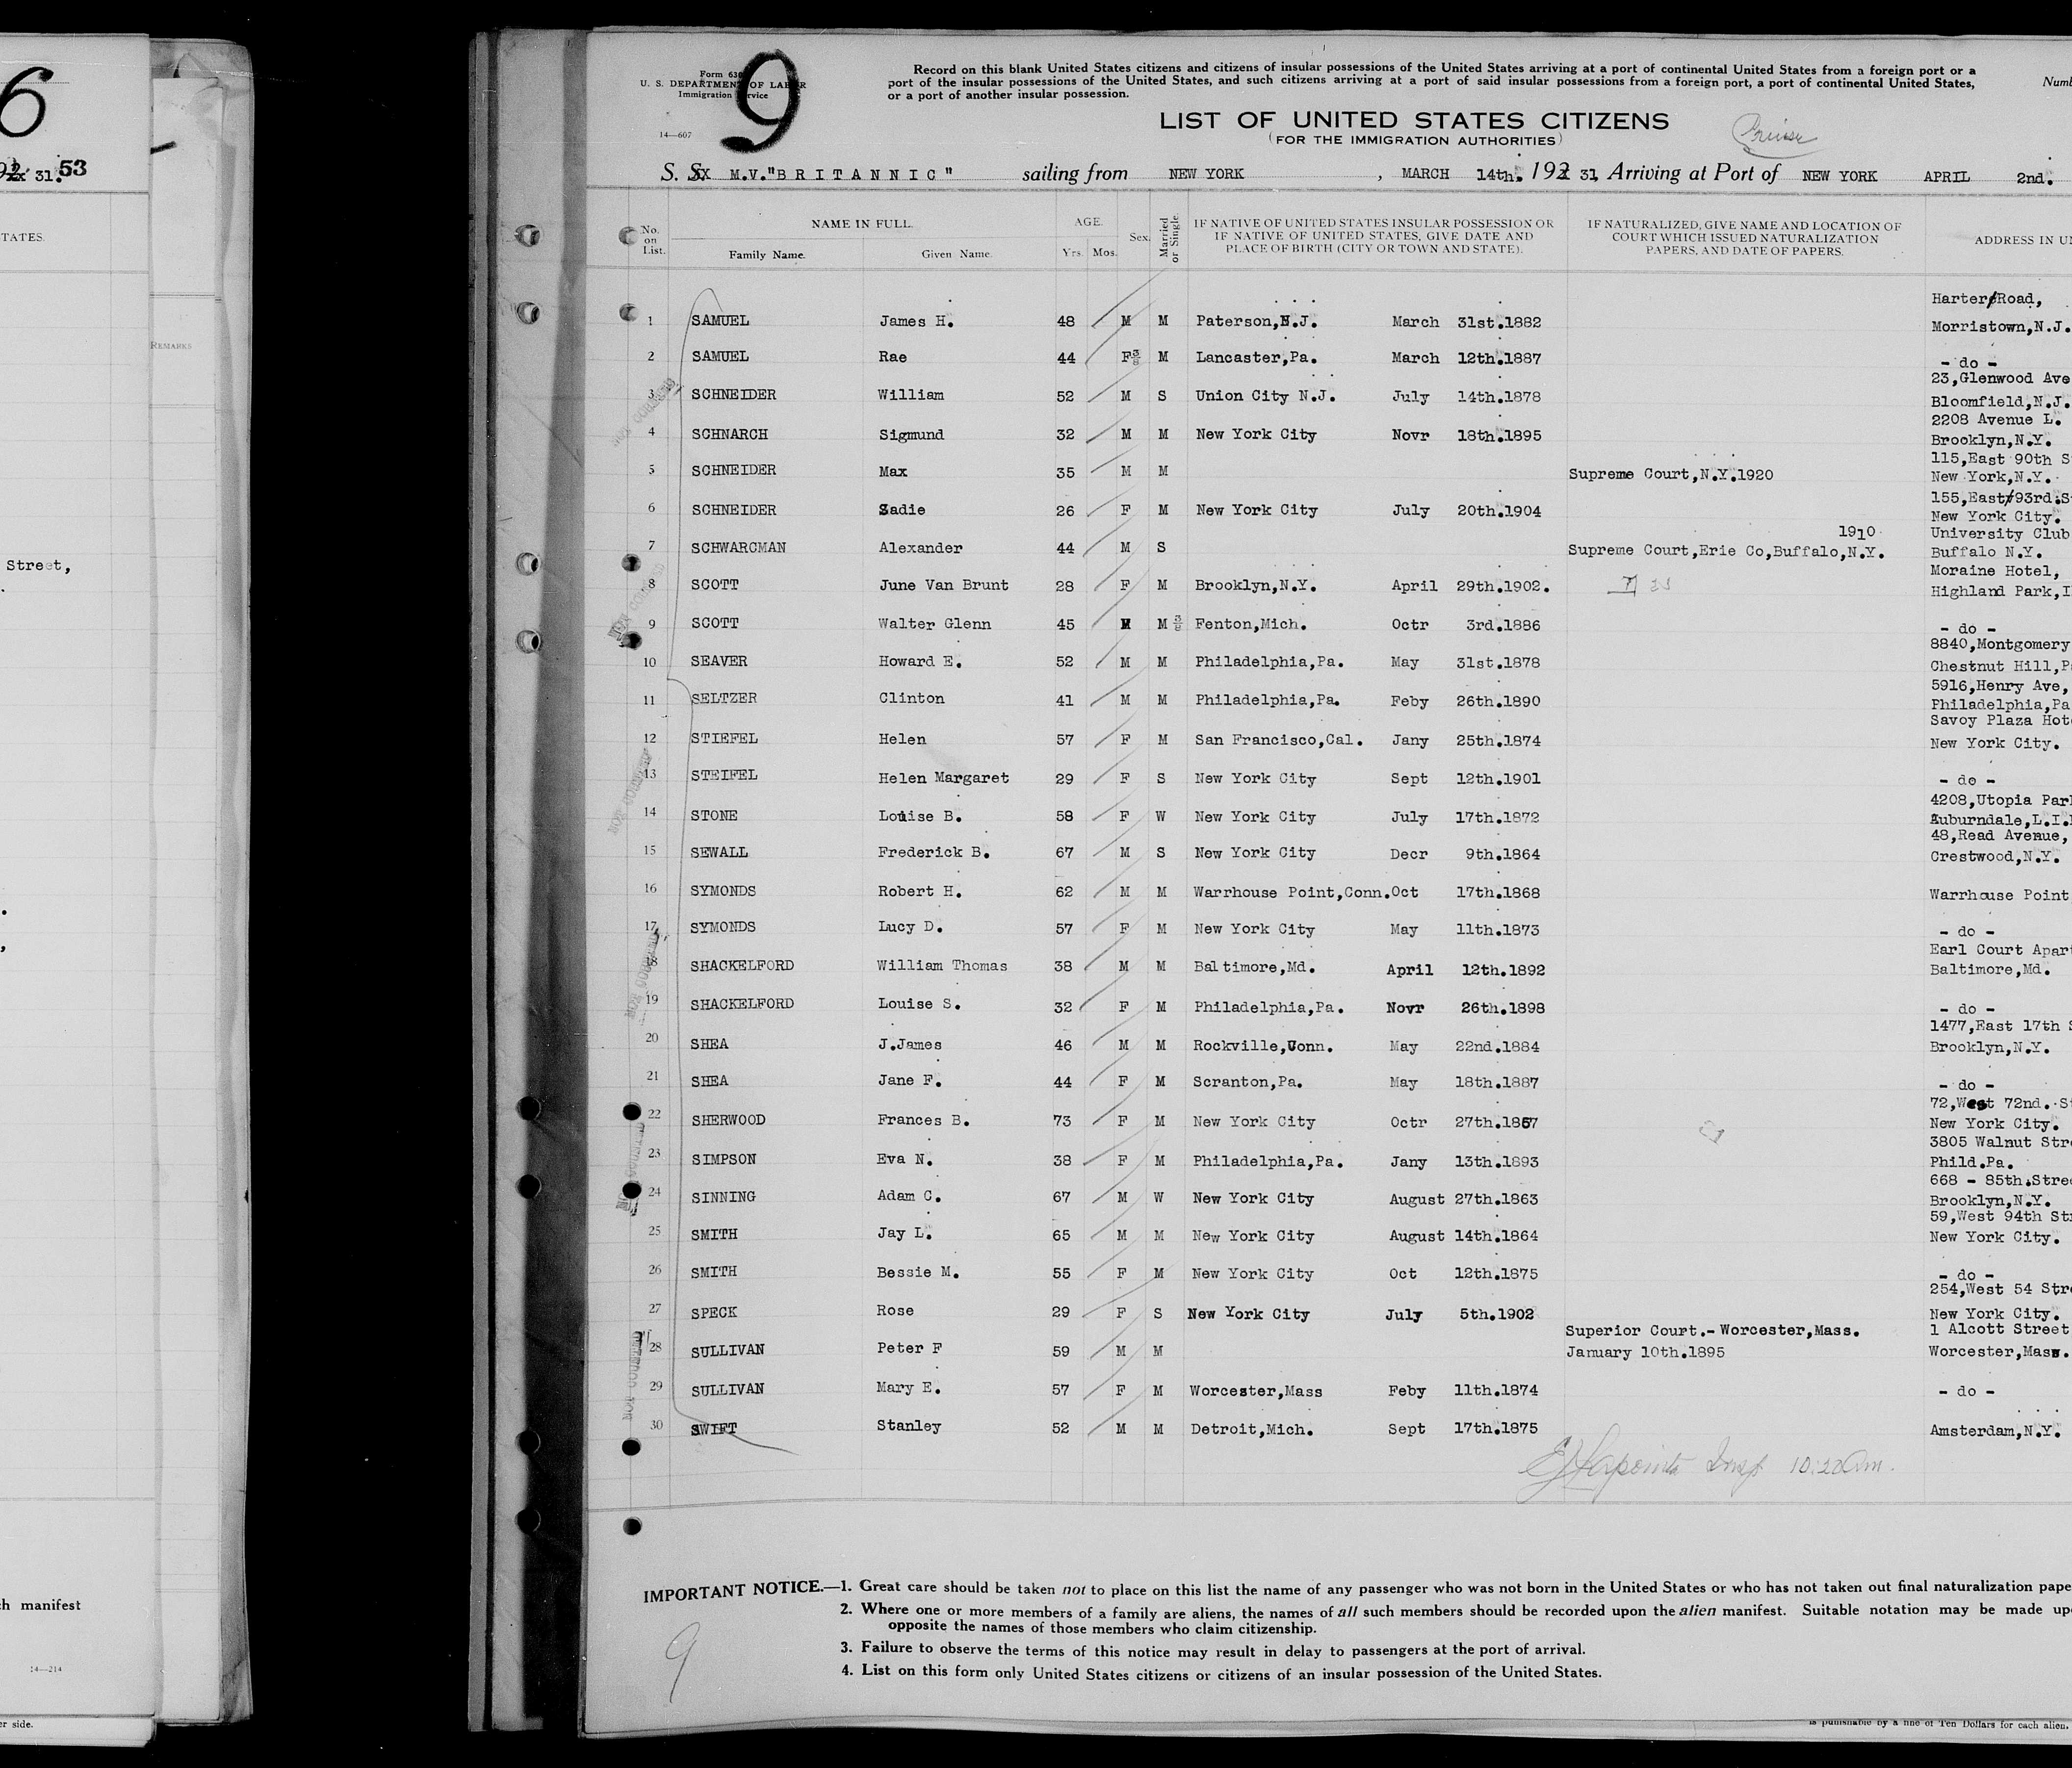 6
31. 53
TATES.
REMARKS
Street,
h manifest
14—214
er side.
9
Form 630
U. S. DEPARTMENT OF LABOR
Immigration Service
14—607
Record on this blank United States citizens and citizens of insular possessions of the United States arriving at a port of continental United States from a foreign port or a
port of the insular possessions of the United States, and such citizens arriving at a port of said insular possessions from a foreign port, a port of continental United States,
or a port of another insular possession.
Numb
LIST OF UNITED STATES CITIZENS
(FOR THE IMMIGRATION AUTHORITIES)
Cruise
S. S. M.V."BRITANNIC" sailing from NEW YORK , MARCH 14th. 192 31, Arriving at Port of NEW YORK APRIL 2nd.
No. on List. NAME IN FULL. Family Name. Given Name. AGE. Yrs. Mos. Sex. Married or Single. IF NATIVE OF UNITED STATES INSULAR POSSESSION OR IF NATIVE OF UNITED STATES, GIVE DATE AND PLACE OF BIRTH (CITY OR TOWN AND STATE). IF NATURALIZED, GIVE NAME AND LOCATION OF COURT WHICH ISSUED NATURALIZATION PAPERS, AND DATE OF PAPERS. ADDRESS IN UN
Harter Road,
1 SAMUEL James H. 48 M M Paterson,N.J. March 31st.1882 Morristown,N.J.
2 SAMUEL Rae 44 F M Lancaster,Pa. March 12th.1887 - do -
23,Glenwood Ave
3 SCHNEIDER William 52 M S Union City N.J. July 14th.1878 Bloomfield,N.J.
2208 Avenue L.
4 SCHNARCH Sigmund 32 M M New York City Novr 18th.1895 Brooklyn,N.Y.
115,East 90th S
5 SCHNEIDER Max 35 M M Supreme Court,N.Y.1920 New York,N.Y.
155,East 93rd.S
6 SCHNEIDER Sadie 26 F M New York City July 20th.1904 New York City.
1910 University Club
7 SCHWARCMAN Alexander 44 M S Supreme Court,Erie Co,Buffalo,N.Y. Buffalo N.Y.
Moraine Hotel,
8 SCOTT June Van Brunt 28 F M Brooklyn,N.Y. April 29th.1902. Highland Park,I
9 SCOTT Walter Glenn 45 M M Fenton,Mich. Octr 3rd.1886 - do -
8840,Montgomery
10 SEAVER Howard E. 52 M M Philadelphia,Pa. May 31st.1878 Chestnut Hill,P
5916,Henry Ave,
11 SELTZER Clinton 41 M M Philadelphia,Pa. Feby 26th.1890 Philadelphia,Pa
Savoy Plaza Hot
12 STIEFEL Helen 57 F M San Francisco,Cal. Jany 25th.1874 New York City.
13 STEIFEL Helen Margaret 29 F S New York City Sept 12th.1901 - do -
4208,Utopia Par
14 STONE Louise B. 58 F W New York City July 17th.1872 Auburndale,L.I.
48,Read Avenue,
15 SEWALL Frederick B. 67 M S New York City Decr 9th.1864 Crestwood,N.Y.
16 SYMONDS Robert H. 62 M M Warrhouse Point,Conn.Oct 17th.1868 Warrhouse Point
17 SYMONDS Lucy D. 57 F M New York City May 11th.1873 - do -
Earl Court Apar
18 SHACKELFORD William Thomas 38 M M Baltimore,Md. April 12th.1892 Baltimore,Md.
19 SHACKELFORD Louise S. 32 F M Philadelphia,Pa. Novr 26th.1898 - do -
1477,East 17th S
20 SHEA J.James 46 M M Rockville,Conn. May 22nd.1884 Brooklyn,N.Y.
21 SHEA Jane F. 44 F M Scranton,Pa. May 18th.1887 - do -
72,West 72nd. S
22 SHERWOOD Frances B. 73 F M New York City Octr 27th.1857 New York City.
3805 Walnut Str
23 SIMPSON Eva N. 38 F M Philadelphia,Pa. Jany 13th.1893 Phild.Pa.
668 - 85th.Stre
24 SINNING Adam C. 67 M W New York City August 27th.1863 Brooklyn,N.Y.
59,West 94th St
25 SMITH Jay L. 65 M M New York City August 14th.1864 New York City.
26 SMITH Bessie M. 55 F M New York City Oct 12th.1875 - do -
254,West 54 Str
27 SPECK Rose 29 F S New York City July 5th.1902 New York City.
Superior Court.-Worcester,Mass. 1 Alcott Street
28 SULLIVAN Peter F 59 M M January 10th.1895 Worcester,Mass.
29 SULLIVAN Mary E. 57 F M Worcester,Mass Feby 11th.1874 - do -
30 SWIFT Stanley 52 M M Detroit,Mich. Sept 17th.1875 Amsterdam,N.Y.
Lapointe Insp. 10:20 Am.
IMPORTANT NOTICE.—1. Great care should be taken not to place on this list the name of any passenger who was not born in the United States or who has not taken out final naturalization pape
2. Where one or more members of a family are aliens, the names of all such members should be recorded upon the alien manifest. Suitable notation may be made upo
opposite the names of those members who claim citizenship.
3. Failure to observe the terms of this notice may result in delay to passengers at the port of arrival.
4. List on this form only United States citizens or citizens of an insular possession of the United States.
9
is punishable by a fine of Ten Dollars for each alien.